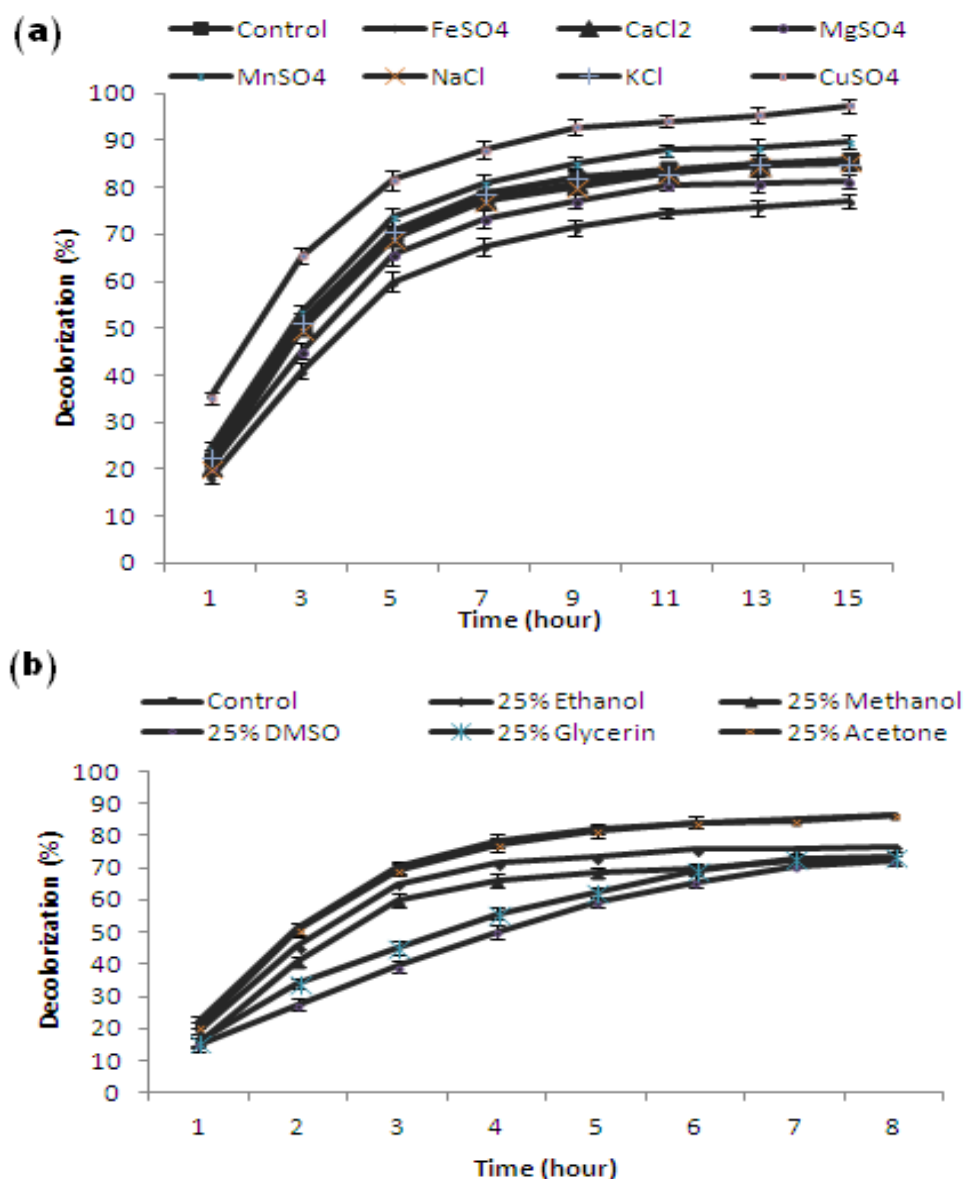 (a)
Control FeSO4 CaCl2 MgSO4
MnSO4 NaCl KCl CuSO4
100
90
80
70
60
50
40
30
20
10
0
Decolorization (%)
1 3 5 7 9 11 13 15
Time (hour)
(b)
Control 25% Ethanol 25% Methanol
25% DMSO 25% Glycerin 25% Acetone
100
90
80
70
60
50
40
30
20
10
0
Decolorization (%)
1 2 3 4 5 6 7 8
Time (hour)